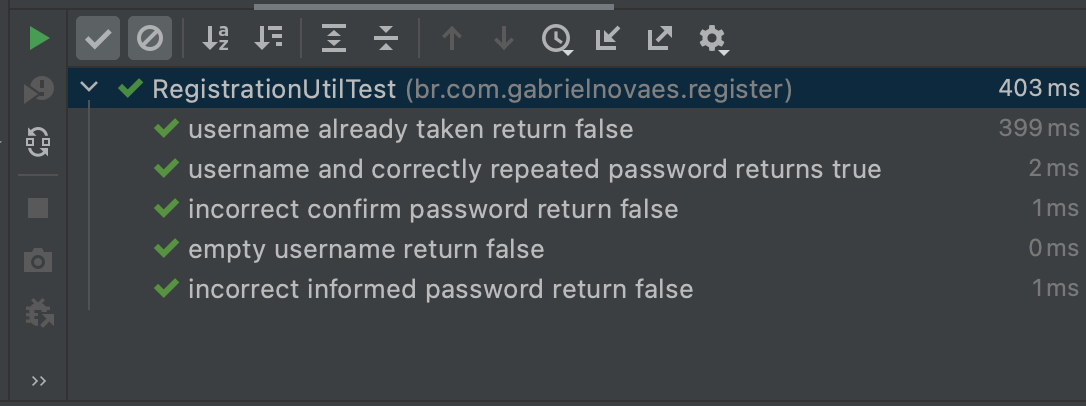 RegistrationUtilTest (br.com.gabrielnovaes.register) 403 ms
username already taken return false 399 ms
username and correctly repeated password returns true 2 ms
incorrect confirm password return false 1 ms
empty username return false 0 ms
incorrect informed password return false 1 ms